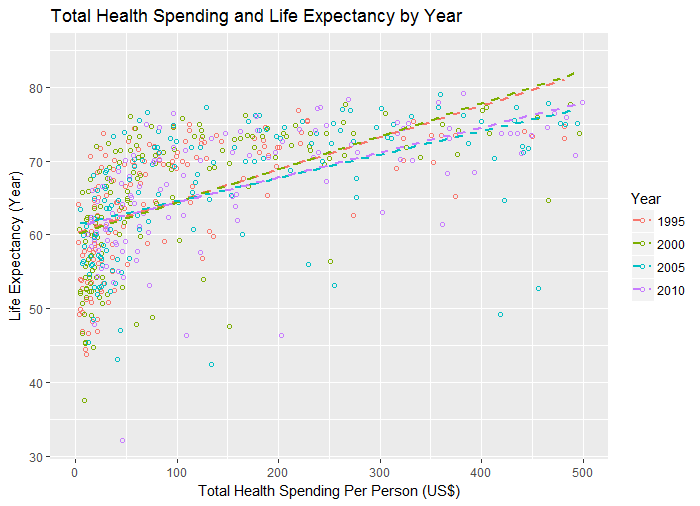 Total Health Spending and Life Expectancy by Year
Life Expectancy (Year)
80
70
60
50
40
30
0 100 200 300 400 500
Total Health Spending Per Person (US$)
Year
1995
2000
2005
2010